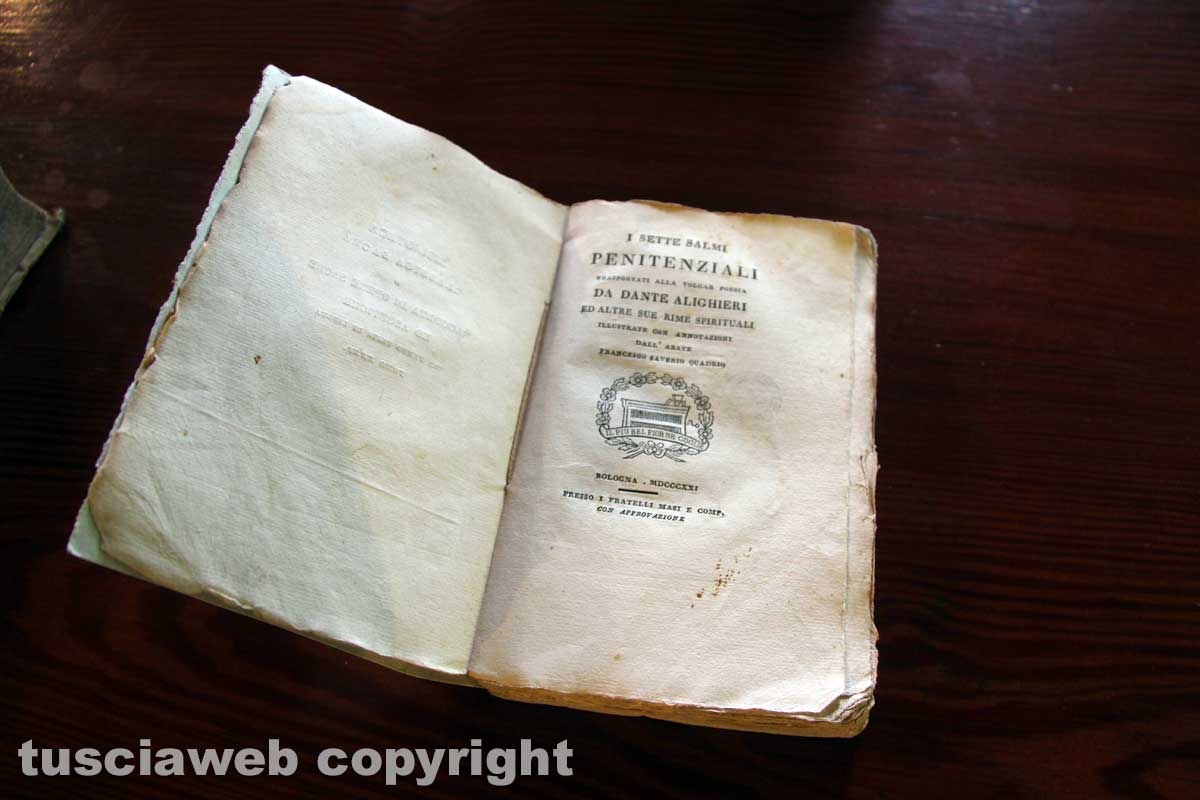 I SETTE SALMI
PENITENZIALI
TRASPORTATI ALLA VOLGAR POESIA
DA DANTE ALIGHIERI
ED ALTRE SUE RIME SPIRITUALI
ILLUSTRATE CON ANNOTAZIONI
DALL' ABATE
FRANCESCO SAVERIO QUADRIO
IL PIU BEL FIOR NE COGLIE
BOLOGNA . MDCCCXXI
PRESSO I FRATELLI MASI E COMP.
CON APPROVAZIONE
tusciaweb copyright